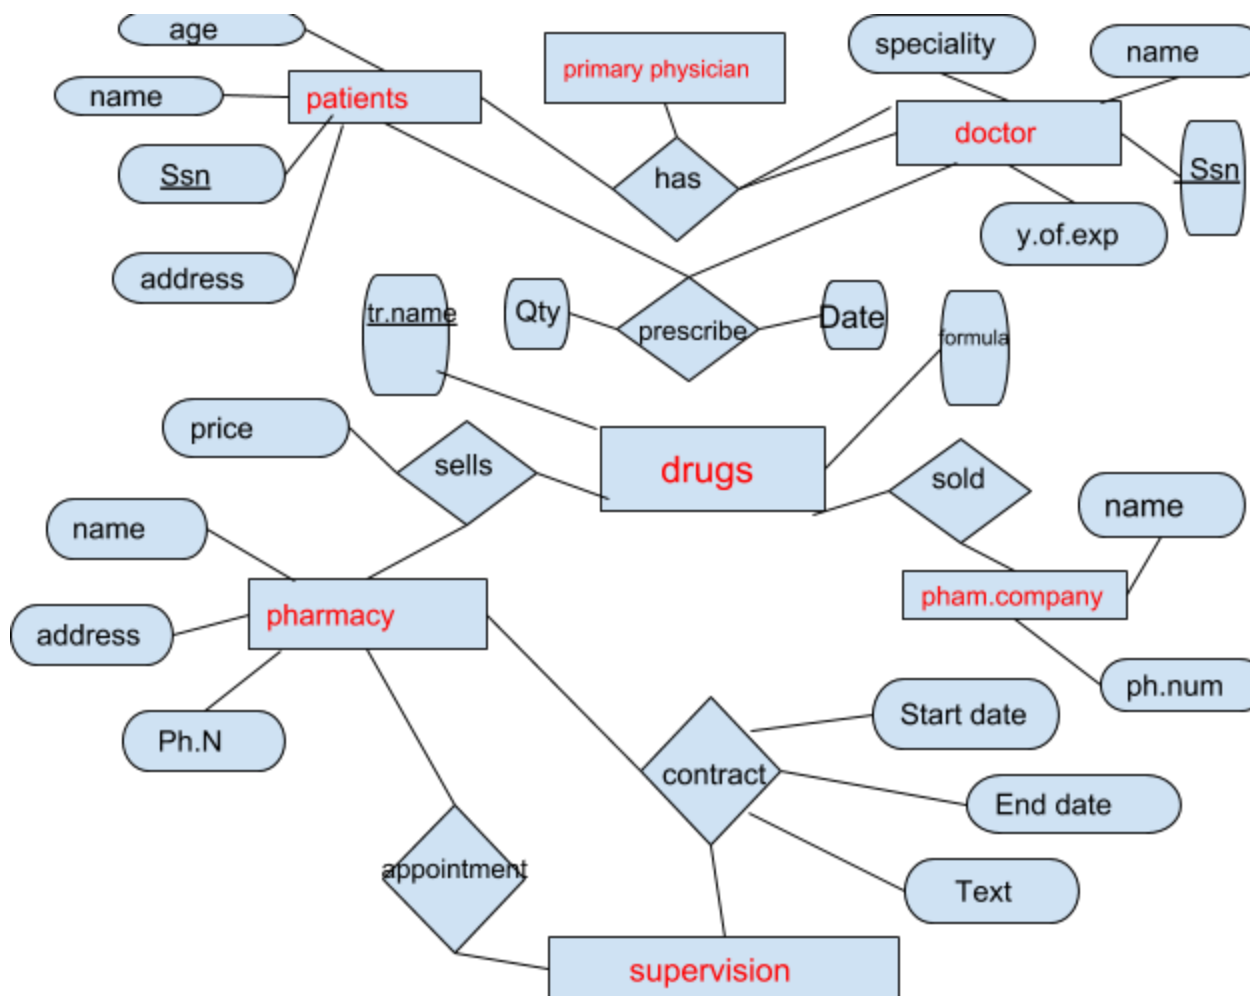 age
speciality
name
primary physician
name
patients
doctor
Ssn
has
Ssn
y.of.exp
address
tr.name
Qty
prescribe
Date
formula
price
sells
drugs
sold
name
name
pham.company
address
pharmacy
ph.num
Ph.N
Start date
contract
End date
appointment
Text
supervision